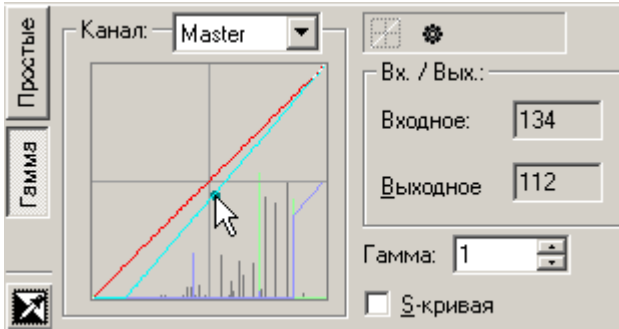 Простые
Гамма
Канал:
Master
Вх. / Вых.:
Входное: 134
Выходное 112
Гамма: 1
S-кривая